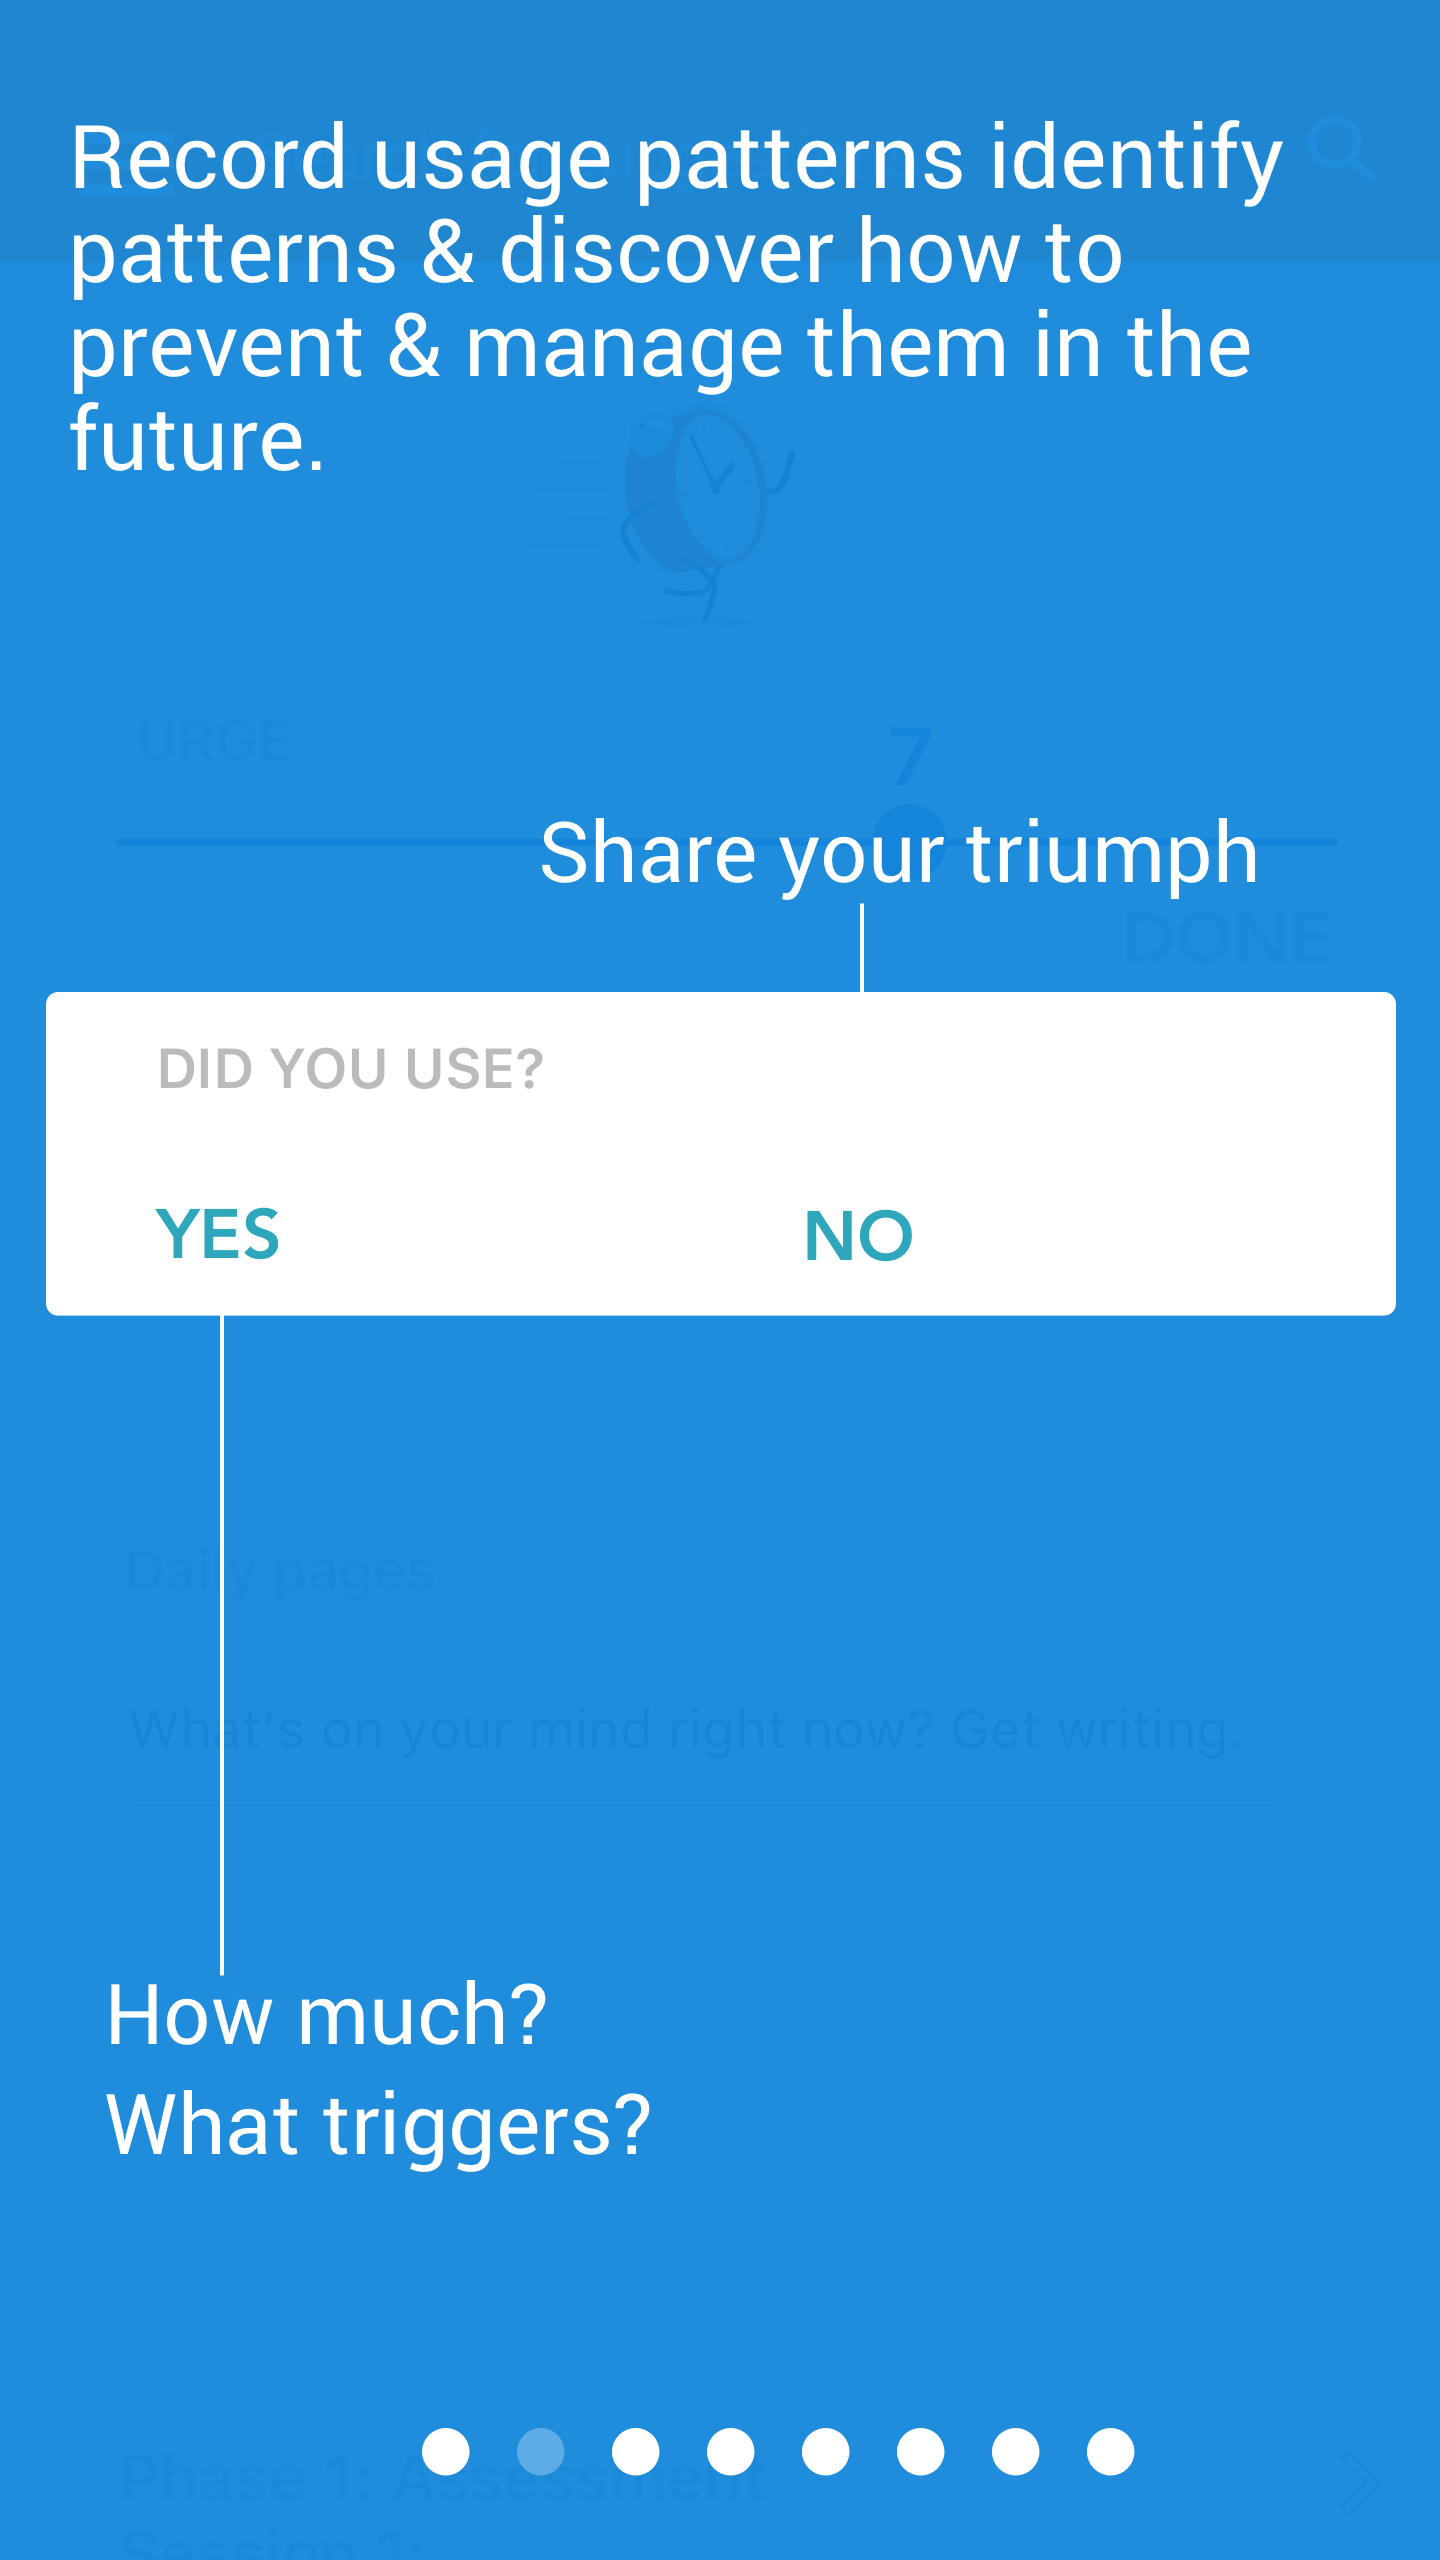 Record usage patterns identify
patterns & discover how to
prevent & manage them in the
future.
URGE
7
Share your triumph
DONE
DID YOU USE?
YES
NO
Daily pages
What's on your mind right now? Get writing.
How much?
What triggers?
Phase 1: Assessment
Session 1: